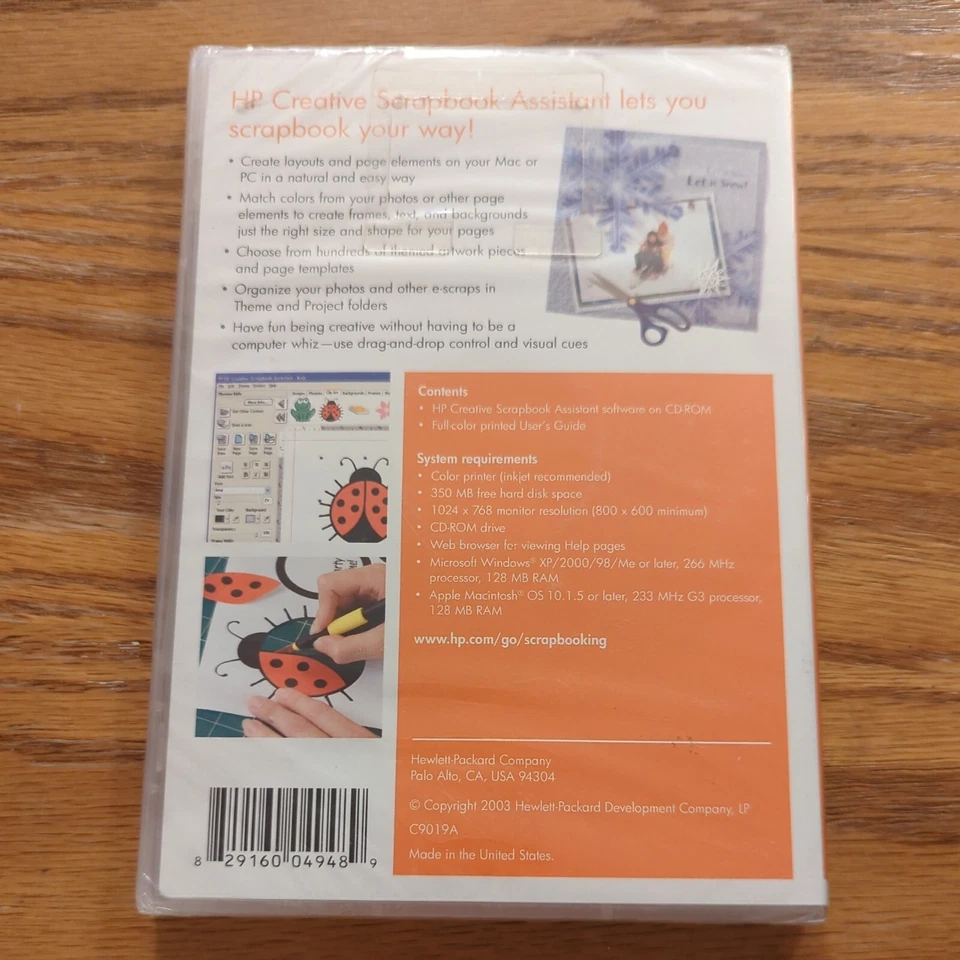 HP Creative Scrapbook Assistant lets you
scrapbook your way!
• Create layouts and page elements on your Mac or
PC in a natural and easy way
• Match colors from your photos or other page
elements to create frames, text, and backgrounds
just the right size and shape for your pages
• Choose from hundreds of themed artwork pieces
and page templates
• Organize your photos and other e-scraps in
Theme and Project folders
• Have fun being creative without having to be a
computer whiz—use drag-and-drop control and visual cues
Let it Snow!
Contents
• HP Creative Scrapbook Assistant software on CD-ROM
• Full-color printed User's Guide
System requirements
• Color printer (inkjet recommended)
• 350 MB free hard disk space
• 1024 x 768 monitor resolution (800 x 600 minimum)
• CD-ROM drive
• Web browser for viewing Help pages
• Microsoft Windows® XP/2000/98/Me or later, 266 MHz
processor, 128 MB RAM
• Apple Macintosh® OS 10.1.5 or later, 233 MHz G3 processor,
128 MB RAM
www.hp.com/go/scrapbooking
Hewlett-Packard Company
Palo Alto, CA, USA 94304
© Copyright 2003 Hewlett-Packard Development Company, LP
C9019A
Made in the United States.
8 29160 04948 9